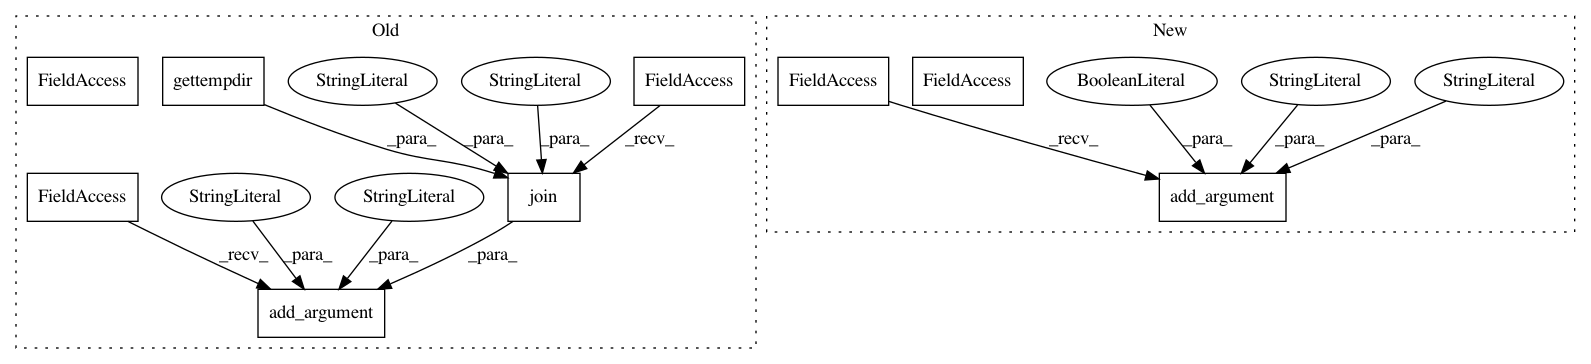 Old
FieldAccess
gettempdir
StringLiteral
StringLiteral
FieldAccess
_para_
_para_
_para_
_recv_
FieldAccess
StringLiteral
StringLiteral
join
_recv_
_para_
_para_
_para_
add_argument
New
FieldAccess
FieldAccess
BooleanLiteral
StringLiteral
StringLiteral
_recv_
_para_
_para_
_para_
add_argument